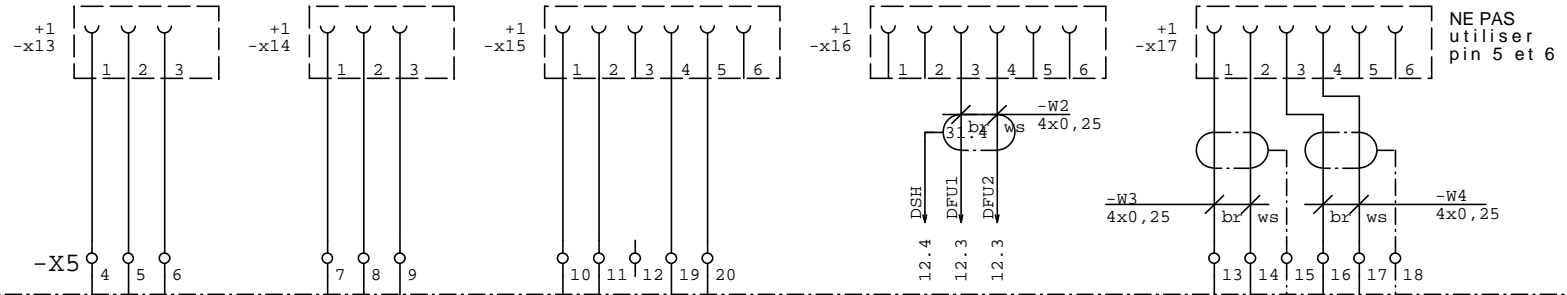 +1
-x13
1 2 3
+1
-x14
1 2 3
+1
-x15
1 2 3 4 5 6
+1
-x16
1 2 3 4 5 6
+1
-x17
1 2 3 4 5 6
NE PAS
utiliser
pin 5 et 6
-W2
4x0,25
br ws
31.4
DSH DFU1 DFU2
12.4 12.3 12.3
-W3
4x0,25
br ws
-W4
4x0,25
br ws
-X5
4 5 6
7 8 9
10 11 12 19 20
13 14 15 16 17 18